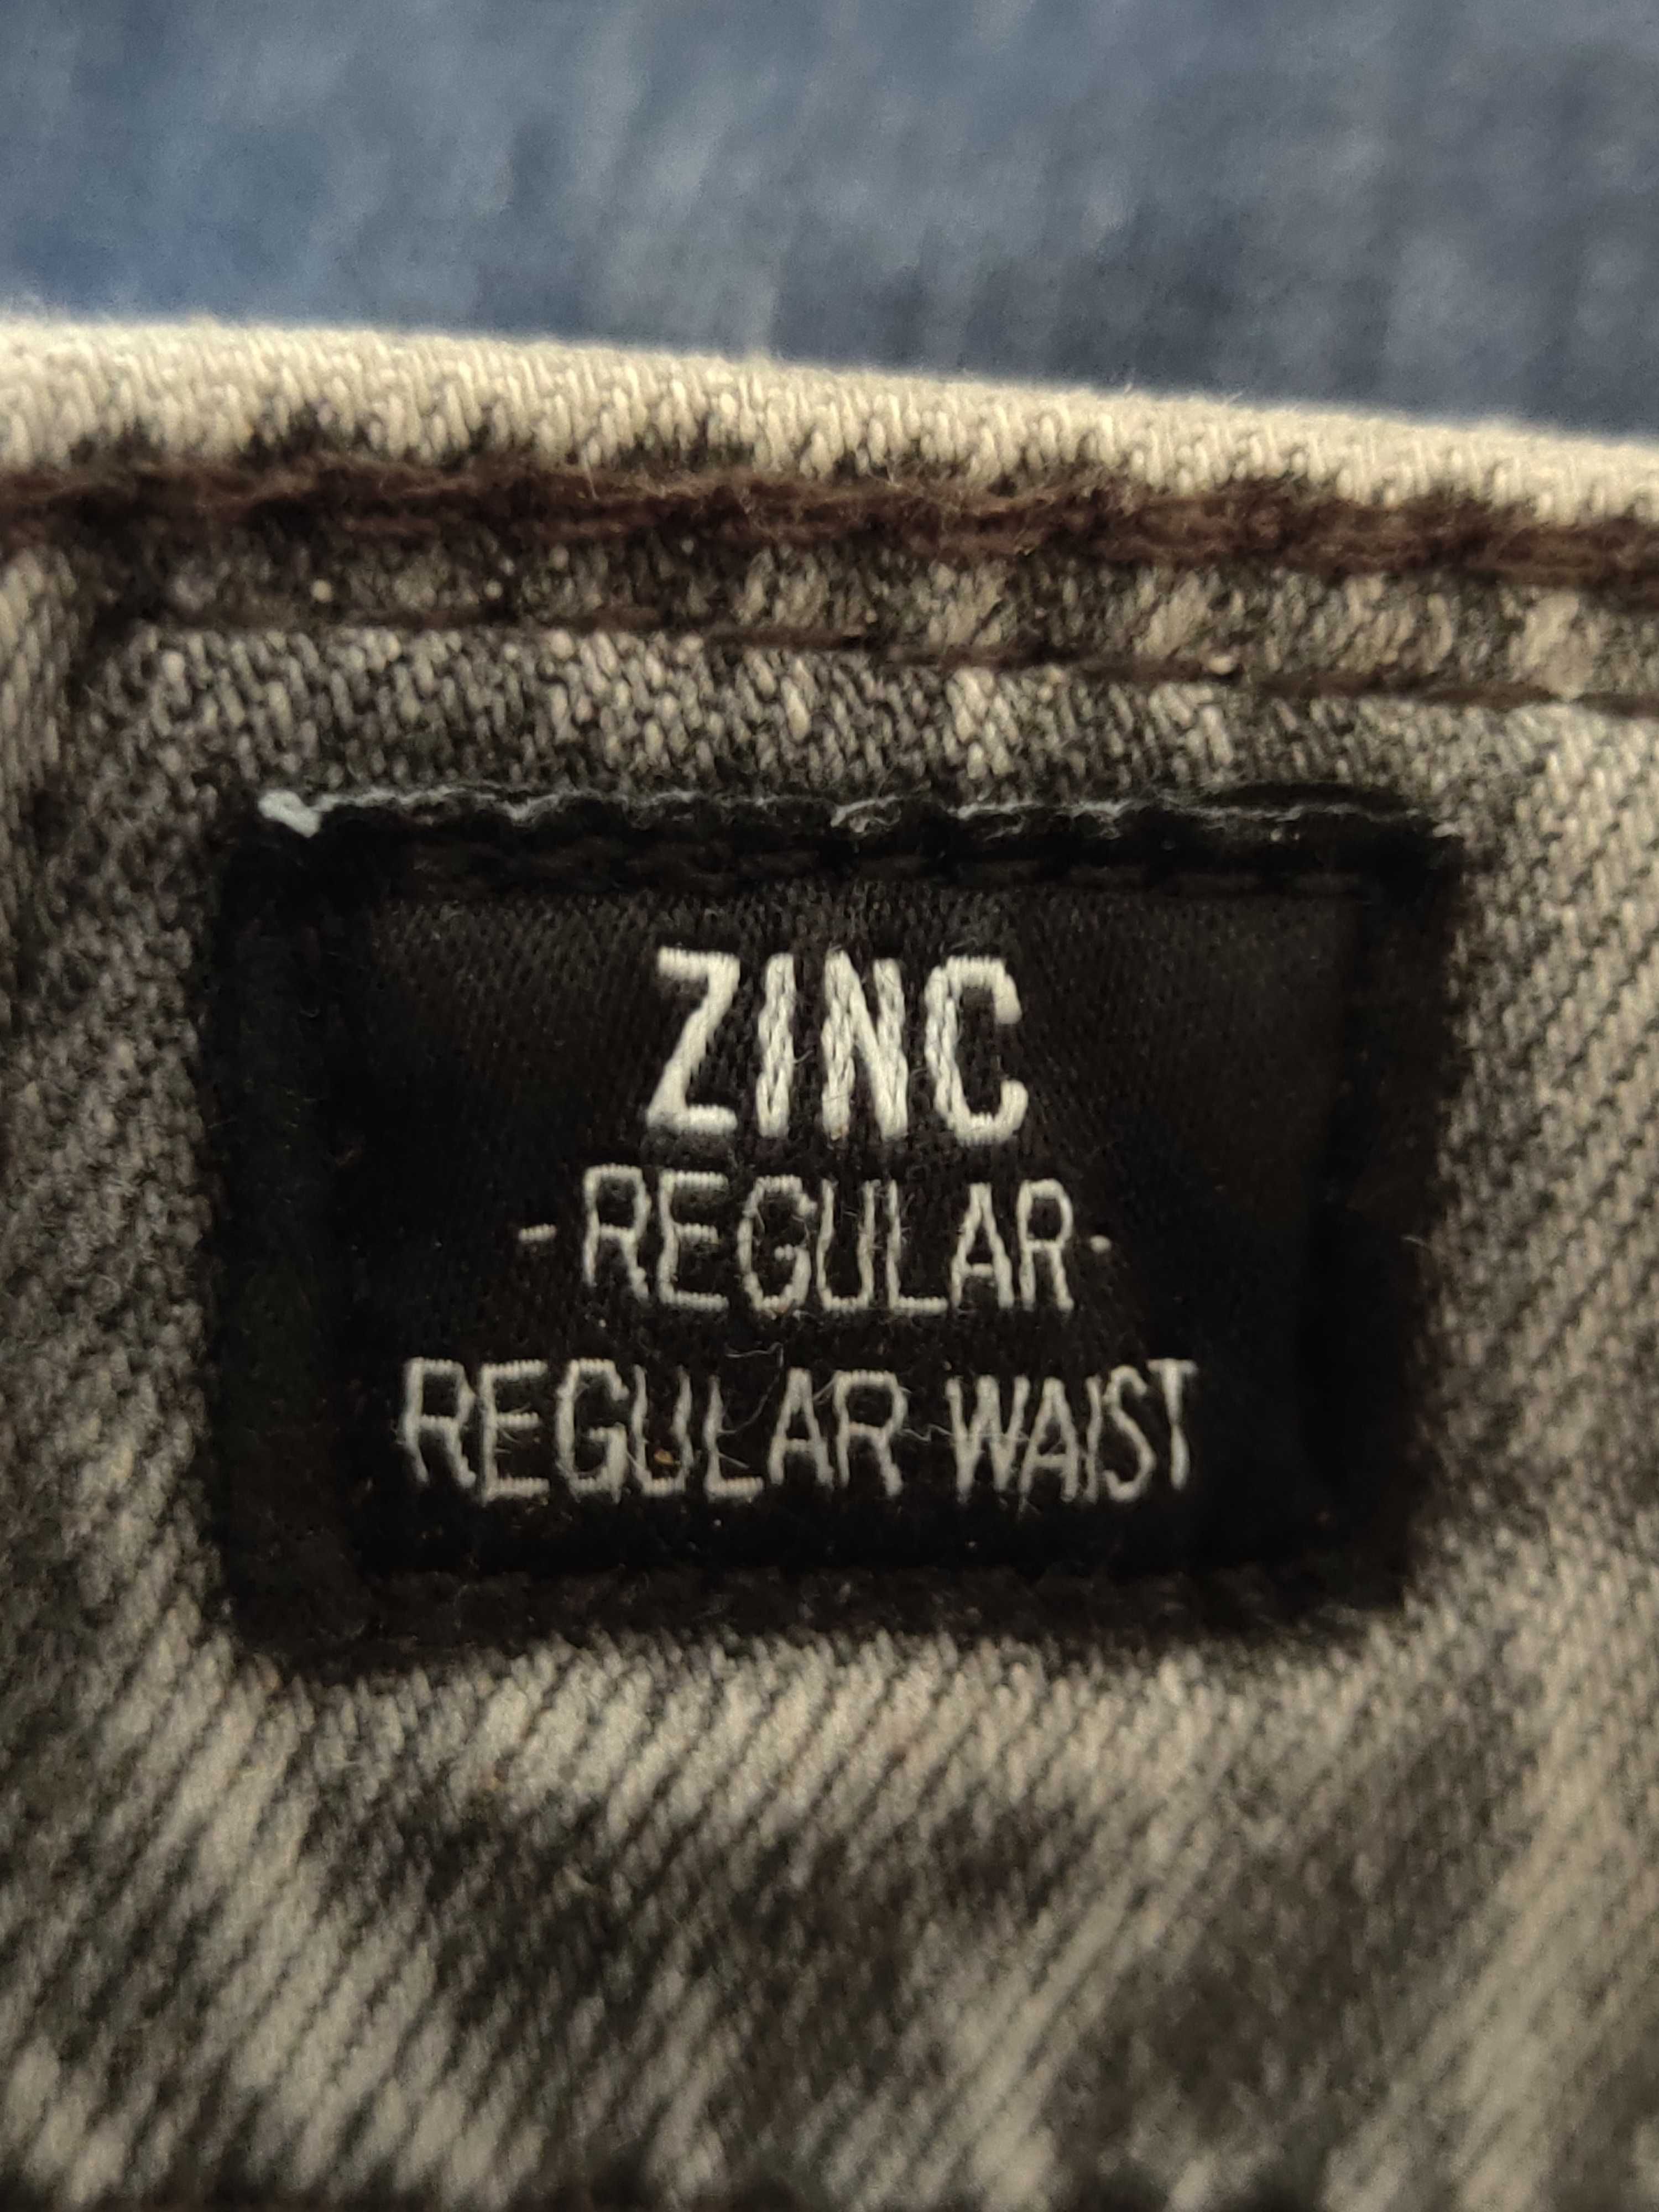 ZINC
-REGULAR-
REGULAR WAIST